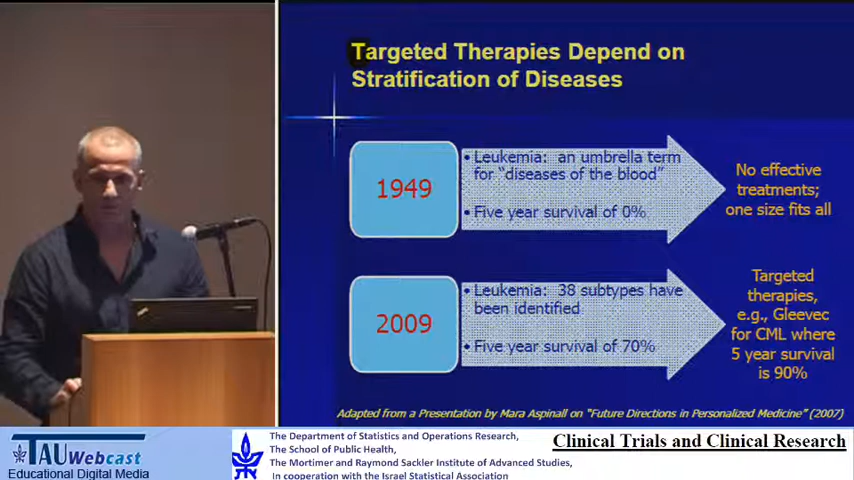 Targeted Therapies Depend on
Stratification of Diseases
1949
• Leukemia: an umbrella term
for “diseases of the blood”
• Five year survival of 0%
No effective
treatments;
one size fits all
2009
• Leukemia: 38 subtypes have
been identified
• Five year survival of 70%
Targeted
therapies,
e.g., Gleevec
for CML where
5 year survival
is 90%
Adapted from a Presentation by Mara Aspinall on “Future Directions in Personalized Medicine” (2007)
TAU Webcast
Educational Digital Media
The Department of Statistics and Operations Research,
The School of Public Health,
The Mortimer and Raymond Sackler Institute of Advanced Studies,
In cooperation with the Israel Statistical Association
Clinical Trials and Clinical Research